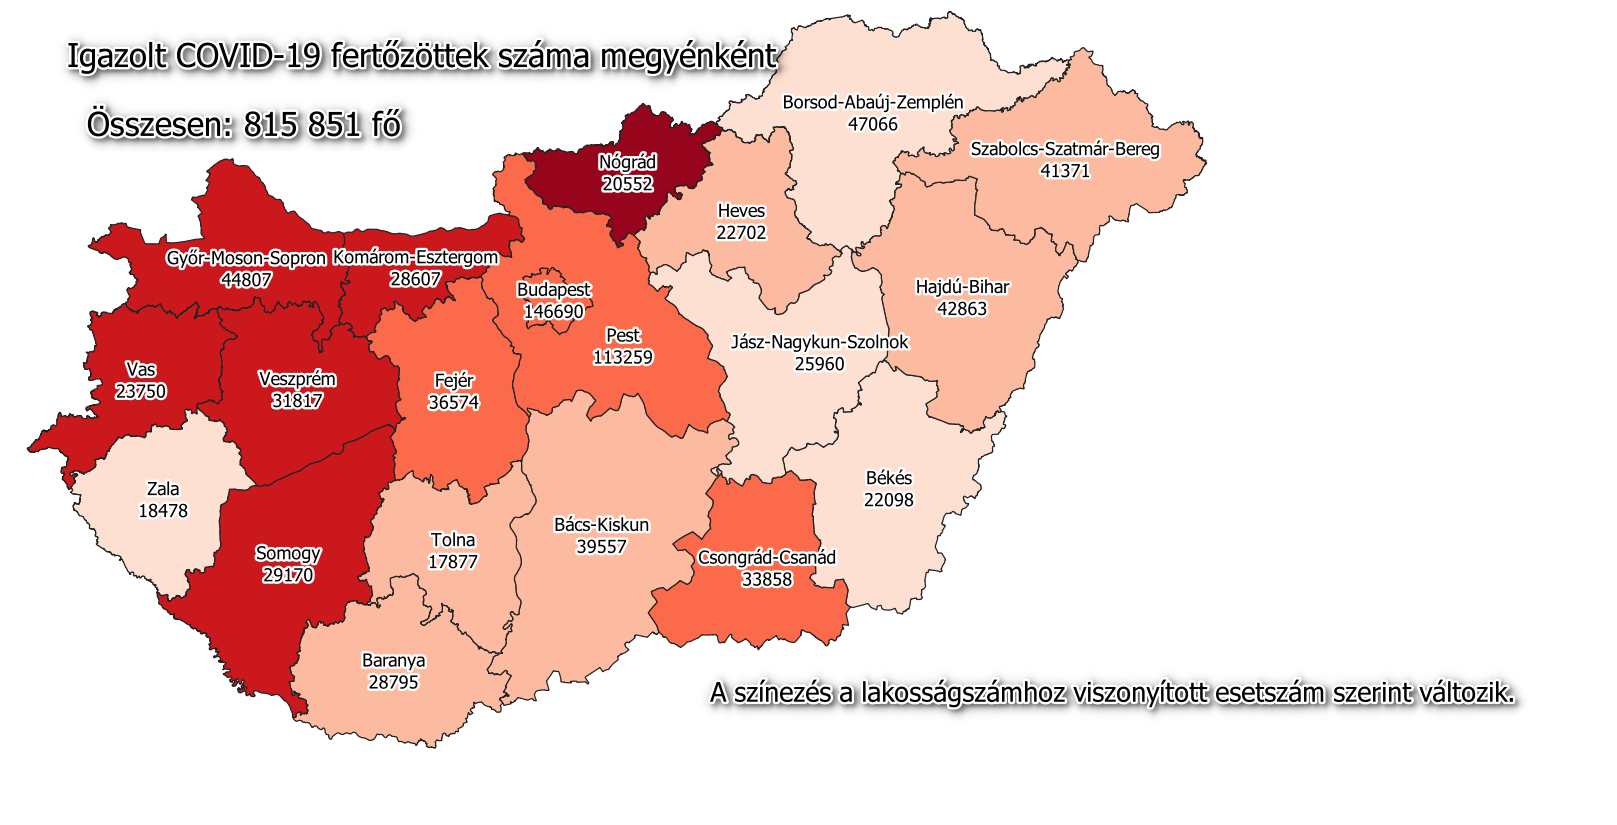 Igazolt COVID-19 fertőzöttek száma megyénként
Összesen: 815 851 fő
Borsod-Abaúj-Zemplén
47066
Szabolcs-Szatmár-Bereg
41371
Nógrád
20552
Heves
22702
Győr-Moson-Sopron
44807
Komárom-Esztergom
28607
Budapest
146690
Hajdú-Bihar
42863
Pest
113259
Jász-Nagykun-Szolnok
25960
Vas
23750
Veszprém
31817
Fejér
36574
Zala
18478
Békés
22098
Bács-Kiskun
39557
Tolna
17877
Somogy
29170
Csongrád-Csanád
33858
Baranya
28795
A színezés a lakosságszámhoz viszonyított esetszám szerint változik.